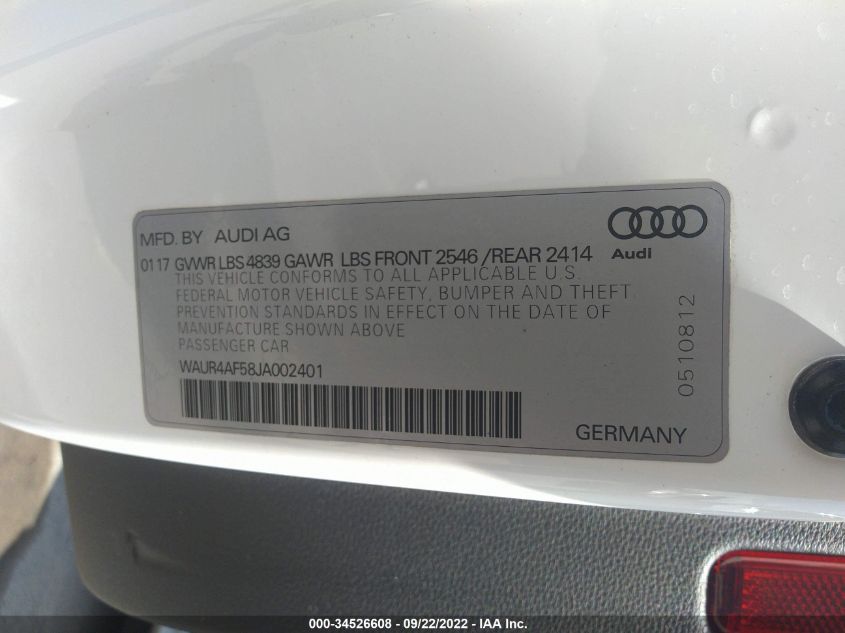 MFD. BY AUDI AG
Audi
01 17 GVWR LBS 4839 GAWR LBS FRONT 2546 /REAR 2414
THIS VEHICLE CONFORMS TO ALL APPLICABLE U.S.
FEDERAL MOTOR VEHICLE SAFETY, BUMPER AND THEFT
PREVENTION STANDARDS IN EFFECT ON THE DATE OF
MANUFACTURE SHOWN ABOVE
PASSENGER CAR
WAUR4AF58JA002401
0510812
GERMANY
000-34526608 - 09/22/2022 - IAA INC.